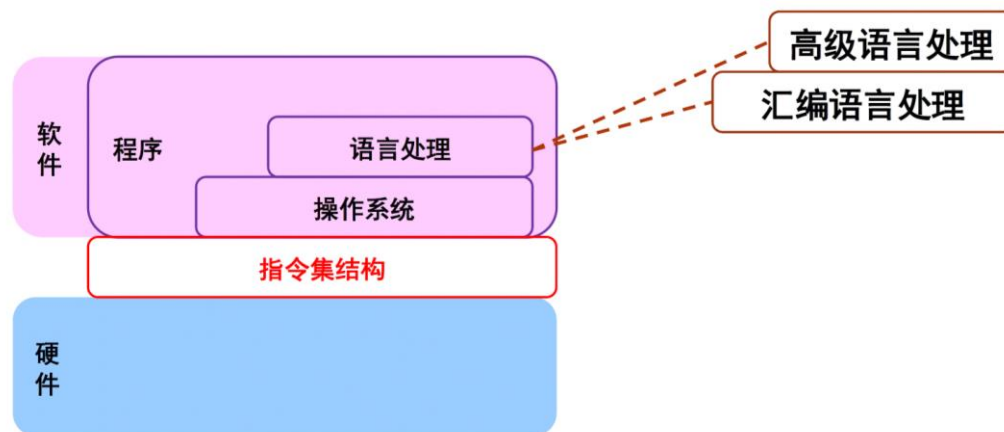 高级语言处理
汇编语言处理
软件
程序
语言处理
操作系统
指令集结构
硬件